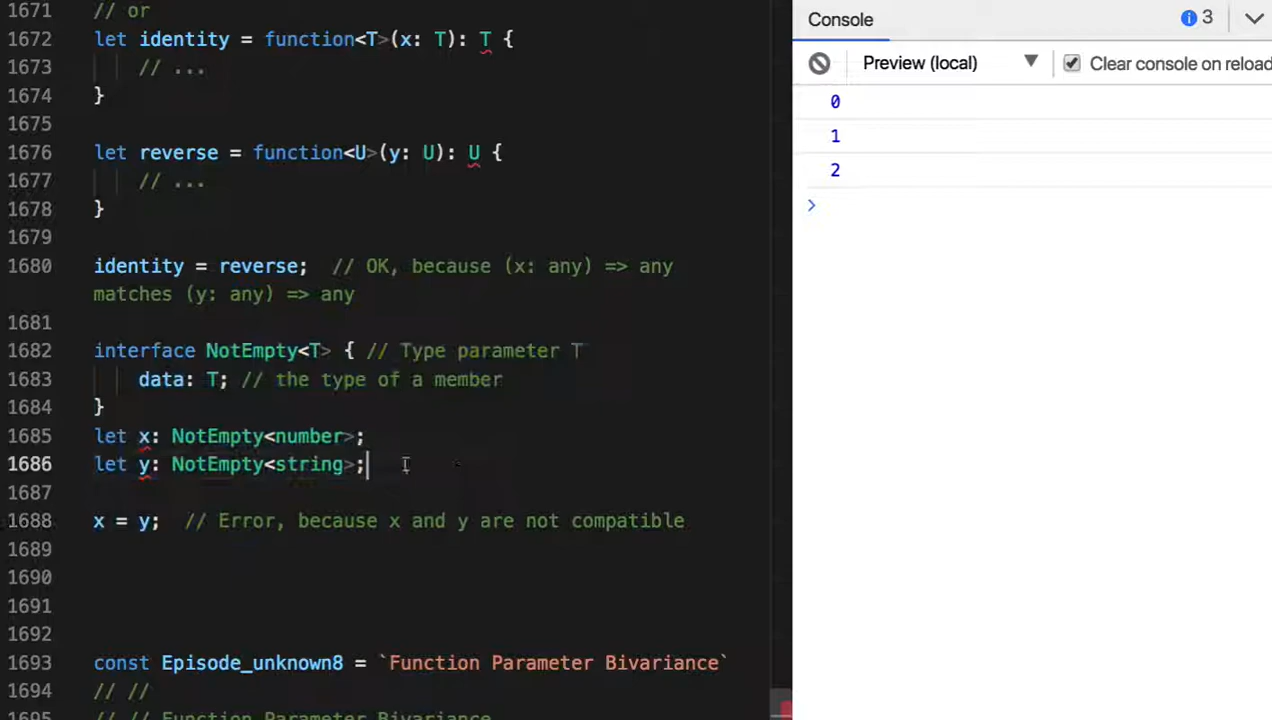 1671 // or
1672 let identity = function<T>(x: T): T {
1673 // ...
1674 }
1675
1676 let reverse = function<U>(y: U): U {
1677 // ...
1678 }
1679
1680 identity = reverse; // OK, because (x: any) => any
matches (y: any) => any
1681
1682 interface NotEmpty<T> { // Type parameter T
1683 data: T; // the type of a member
1684 }
1685 let x: NotEmpty<number>;
1686 let y: NotEmpty<string>;
1687
1688 x = y; // Error, because x and y are not compatible
1689
1690
1691
1692
1693 const Episode_unknown8 = `Function Parameter Bivariance`
1694 // //
1695 // // Function Parameter Bivariance
Console
3
Preview (local)
Clear console on reload
0
1
2
>